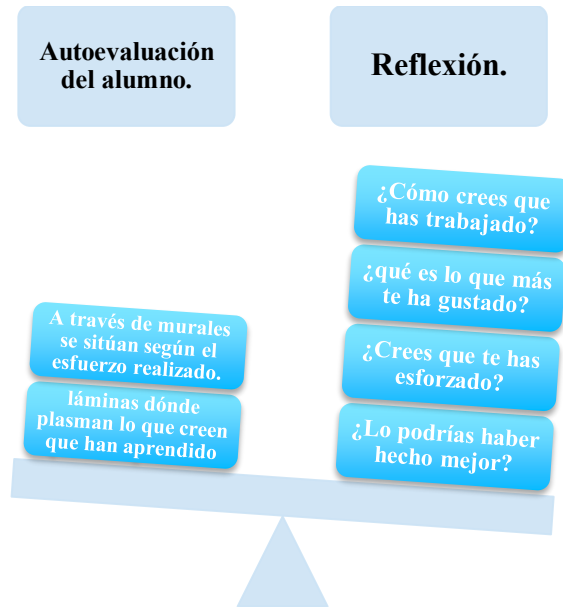 Autoevaluación
del alumno.
Reflexión.
A través de murales
se sitúan según el
esfuerzo realizado.
láminas dónde
plasman lo que creen
que han aprendido
¿Cómo crees que
has trabajado?
¿qué es lo que más
te ha gustado?
¿Crees que te has
esforzado?
¿Lo podrías haber
hecho mejor?